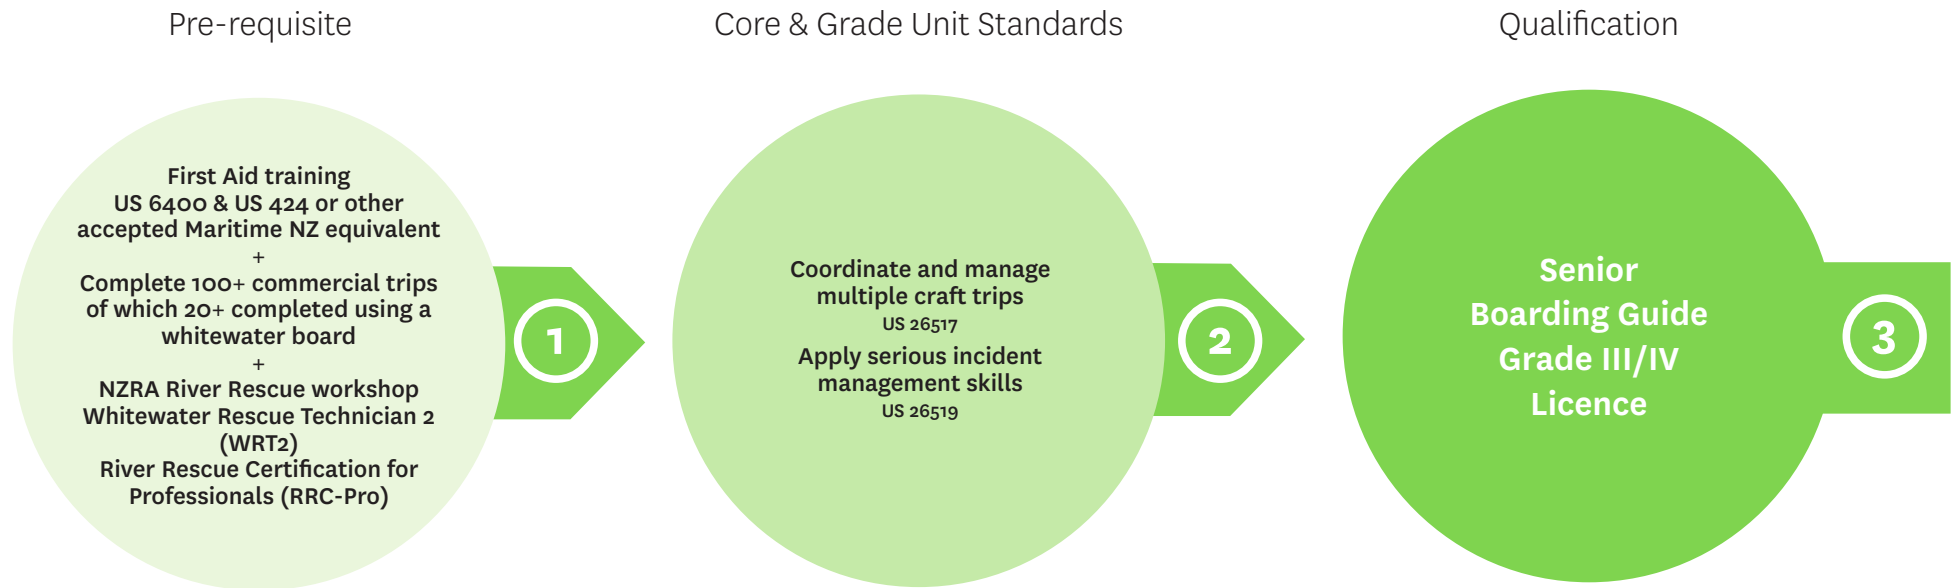 Pre-requisite
First Aid training
US 6400 & US 424 or other
accepted Maritime NZ equivalent
+
Complete 100+ commercial trips
of which 20+ completed using a
whitewater board
+
NZRA River Rescue workshop
Whitewater Rescue Technician 2
(WRT2)
River Rescue Certification for
Professionals (RRC-Pro)
1
Core & Grade Unit Standards
Coordinate and manage
multiple craft trips
US 26517
Apply serious incident
management skills
US 26519
2
Qualification
Senior
Boarding Guide
Grade III/IV
Licence
3